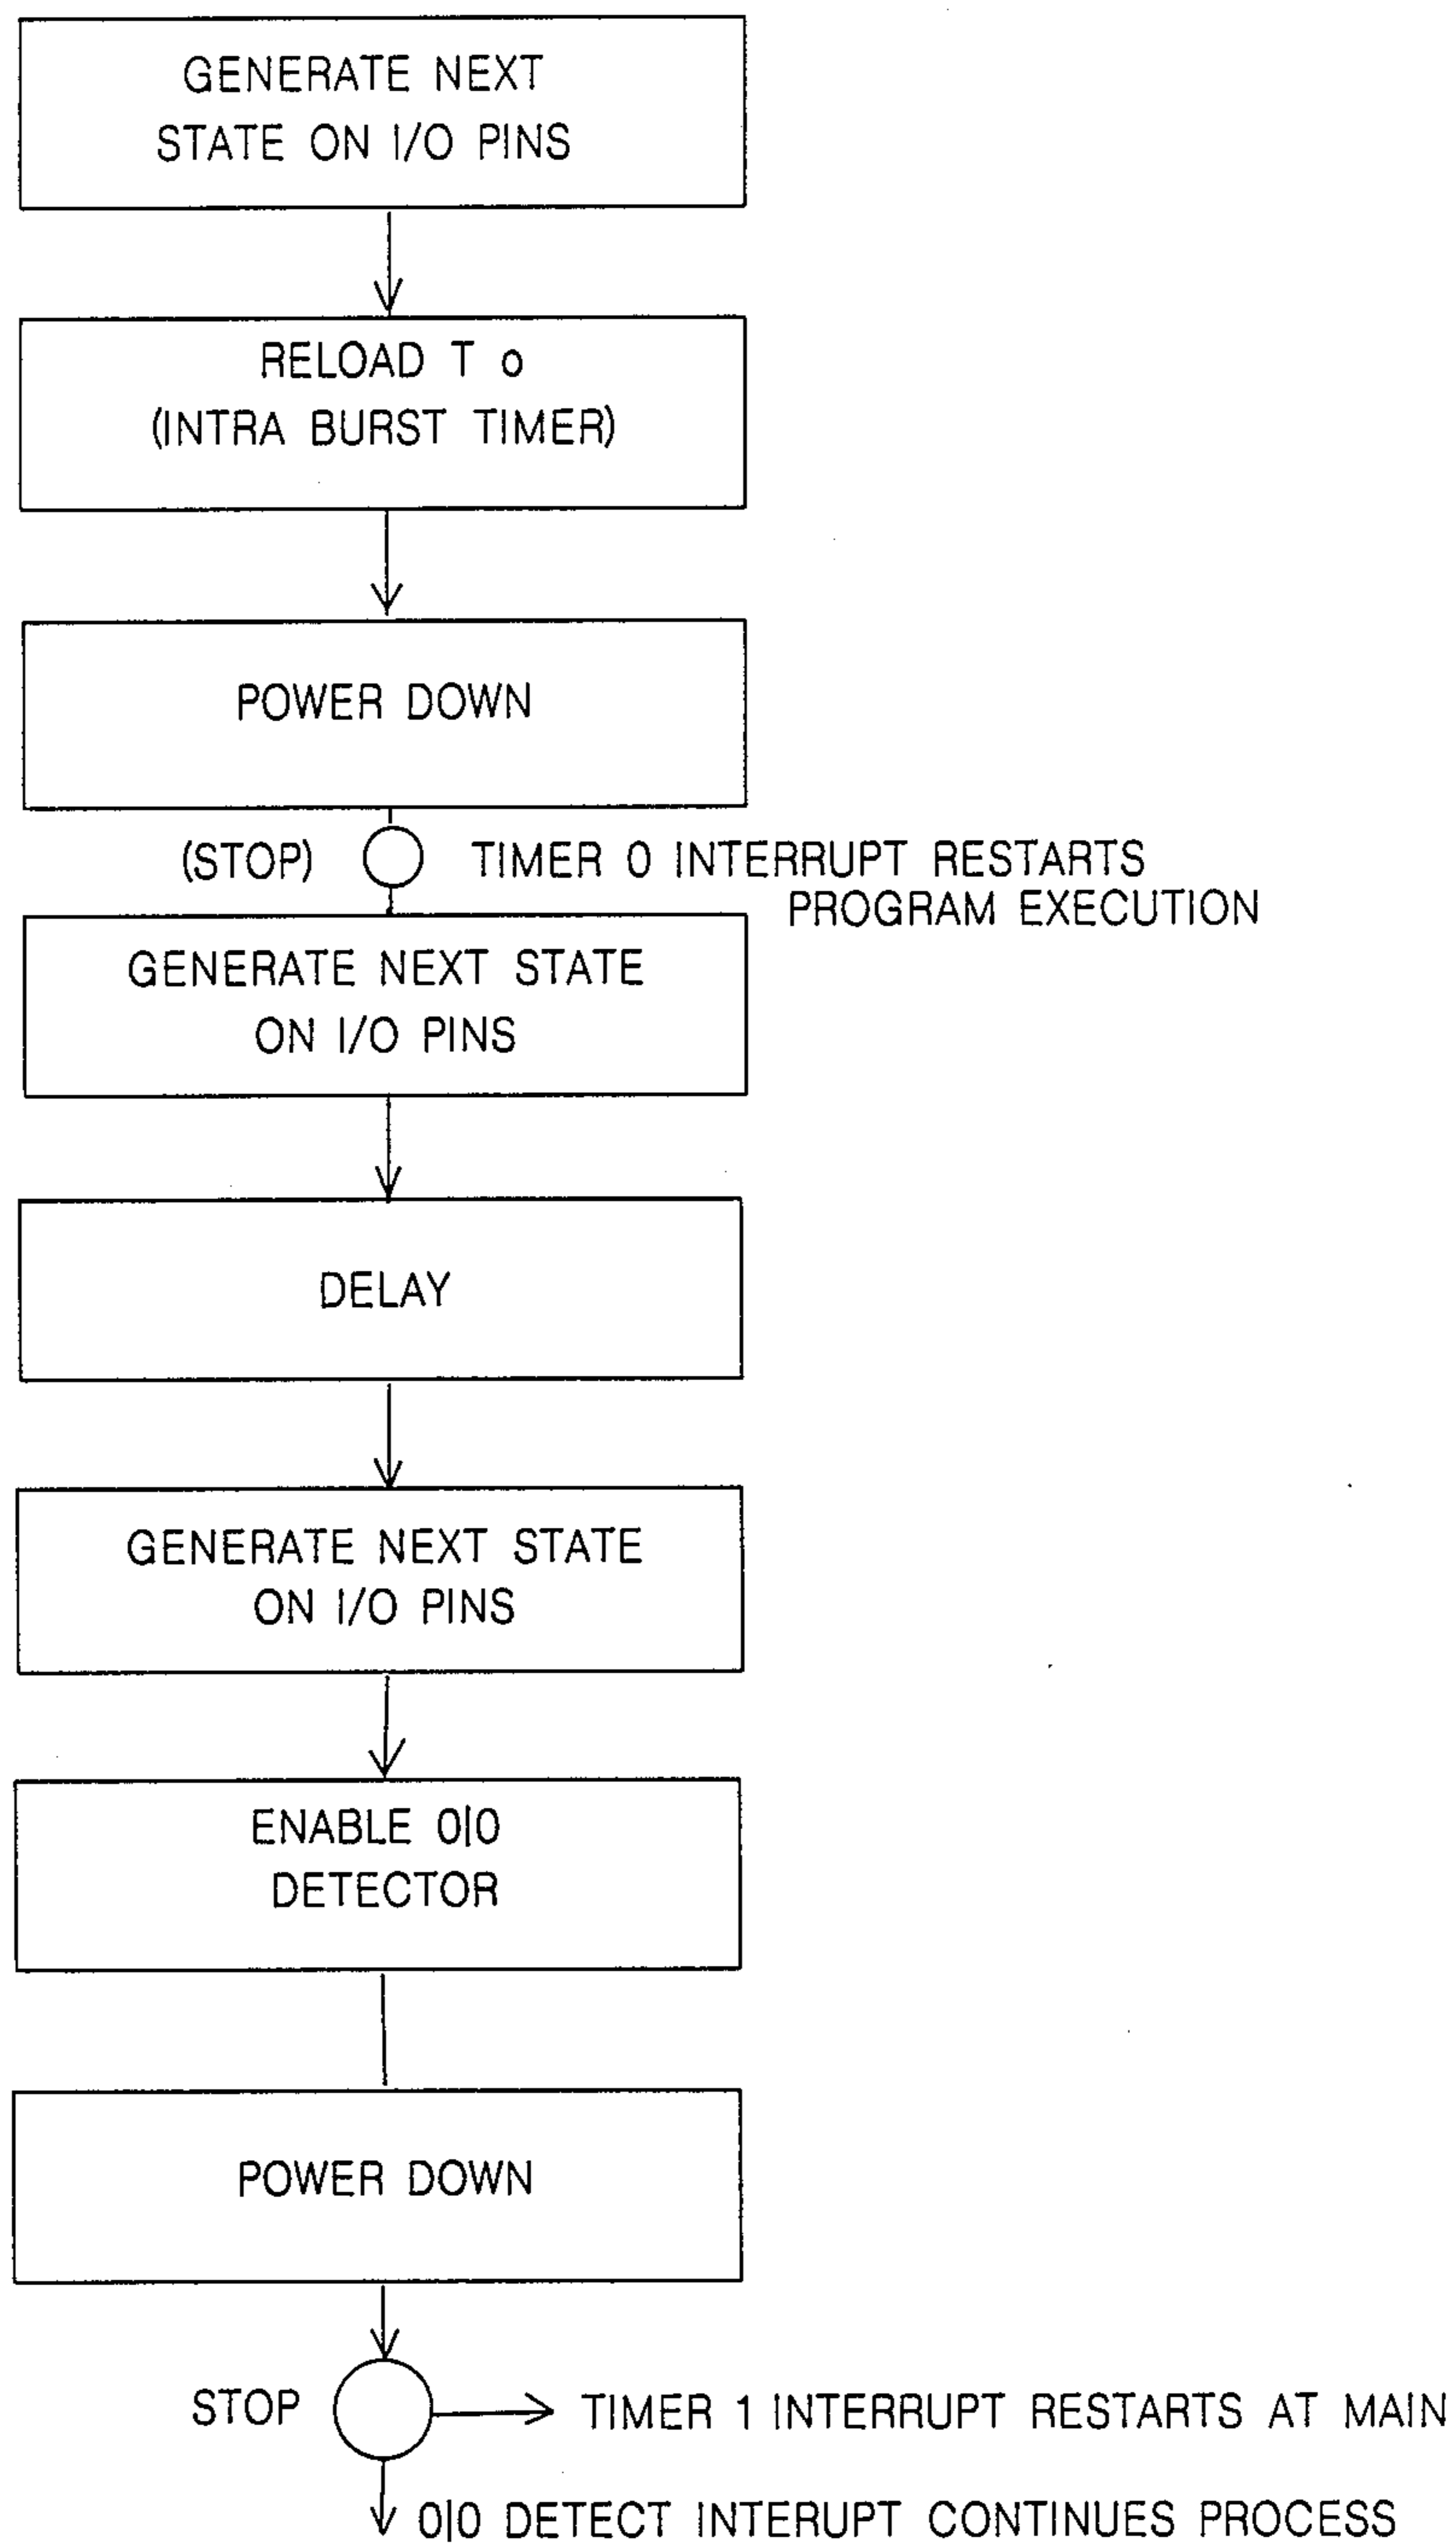 GENERATE NEXT
STATE ON I/O PINS
RELOAD T o
(INTRA BURST TIMER)
POWER DOWN
(STOP) TIMER 0 INTERRUPT RESTARTS
PROGRAM EXECUTION
GENERATE NEXT STATE
ON I/O PINS
DELAY
GENERATE NEXT STATE
ON I/O PINS
ENABLE 0|0
DETECTOR
POWER DOWN
STOP TIMER 1 INTERRUPT RESTARTS AT MAIN
0|0 DETECT INTERUPT CONTINUES PROCESS